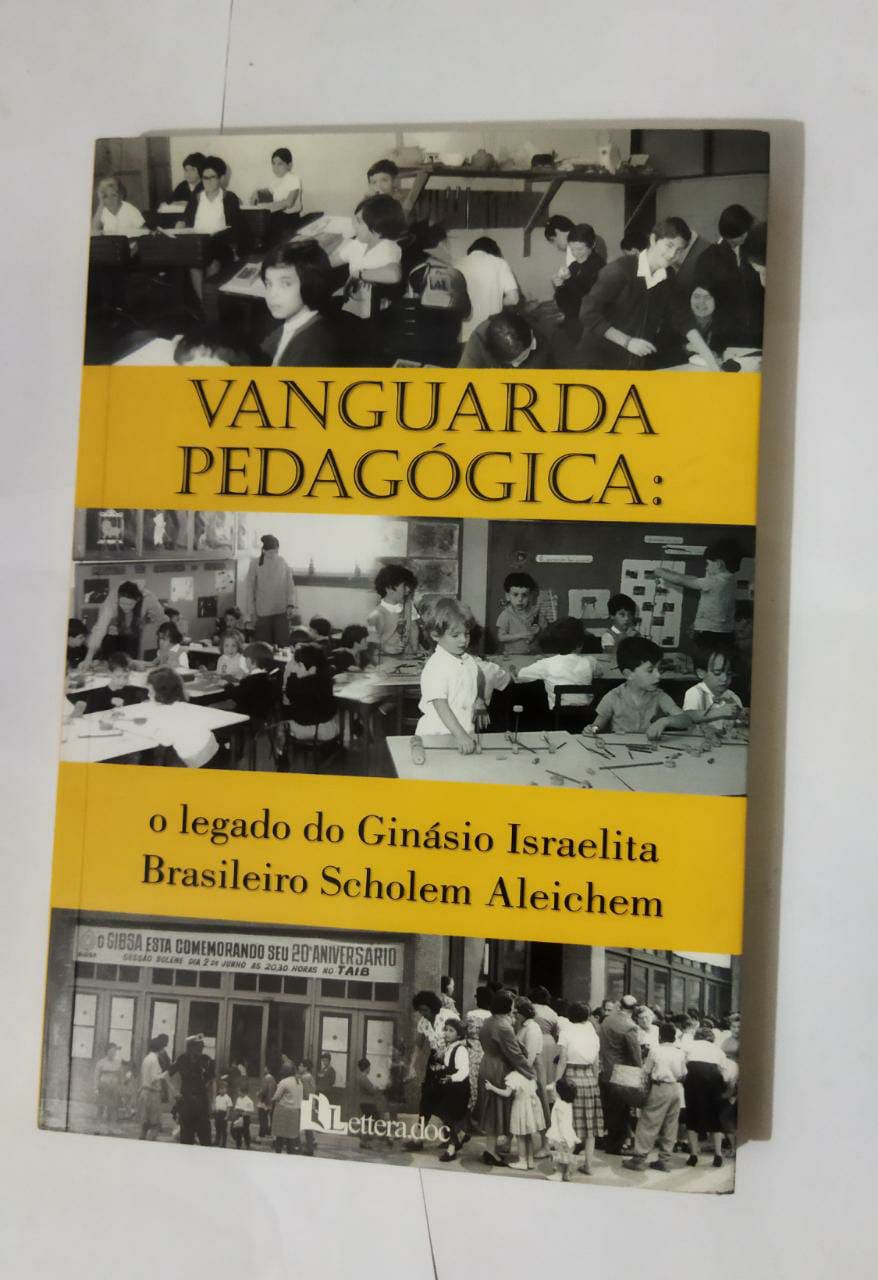 VANGUARDA
PEDAGÓGICA:
o legado do Ginásio Israelita
Brasileiro Scholem Aleichem
O GIBSA ESTA COMEMORANDO SEU 20º ANIVERSARIO
SESSÃO SOLENE DIA 2 DE JUNHO AS 20,30 HORAS NO TAIB
Lettera.doc